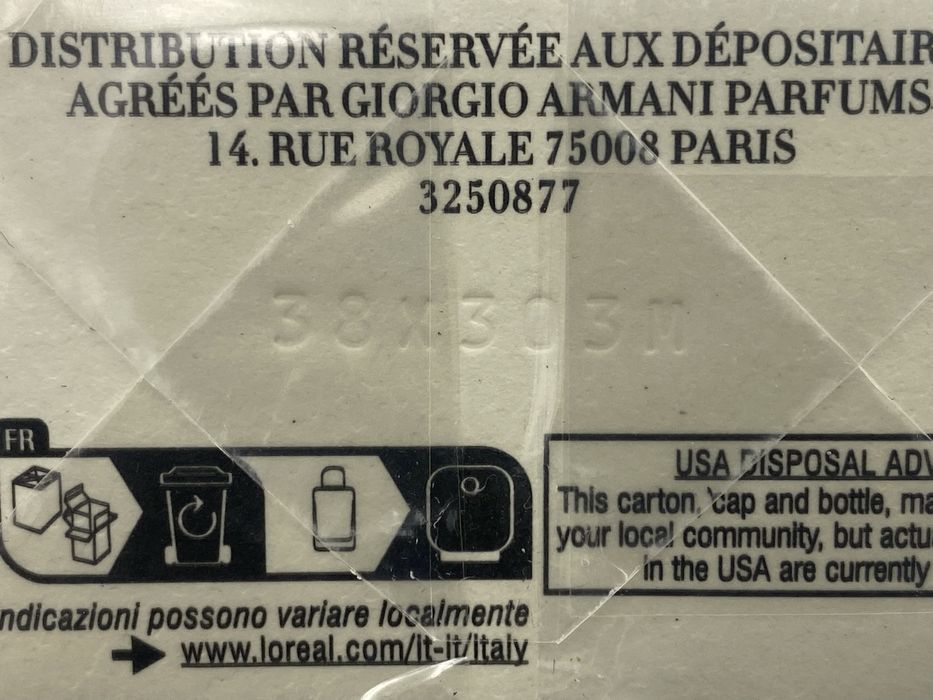 DISTRIBUTION RÉSERVÉE AUX DÉPOSITAIR
AGRÉÉS PAR GIORGIO ARMANI PARFUMS
14. RUE ROYALE 75008 PARIS
3250877
FR
USA DISPOSAL ADV
This carton, cap and bottle, ma
your local community, but actu
in the USA are currently
ndicazioni possono variare localmente
www.loreal.com/it-it/italy